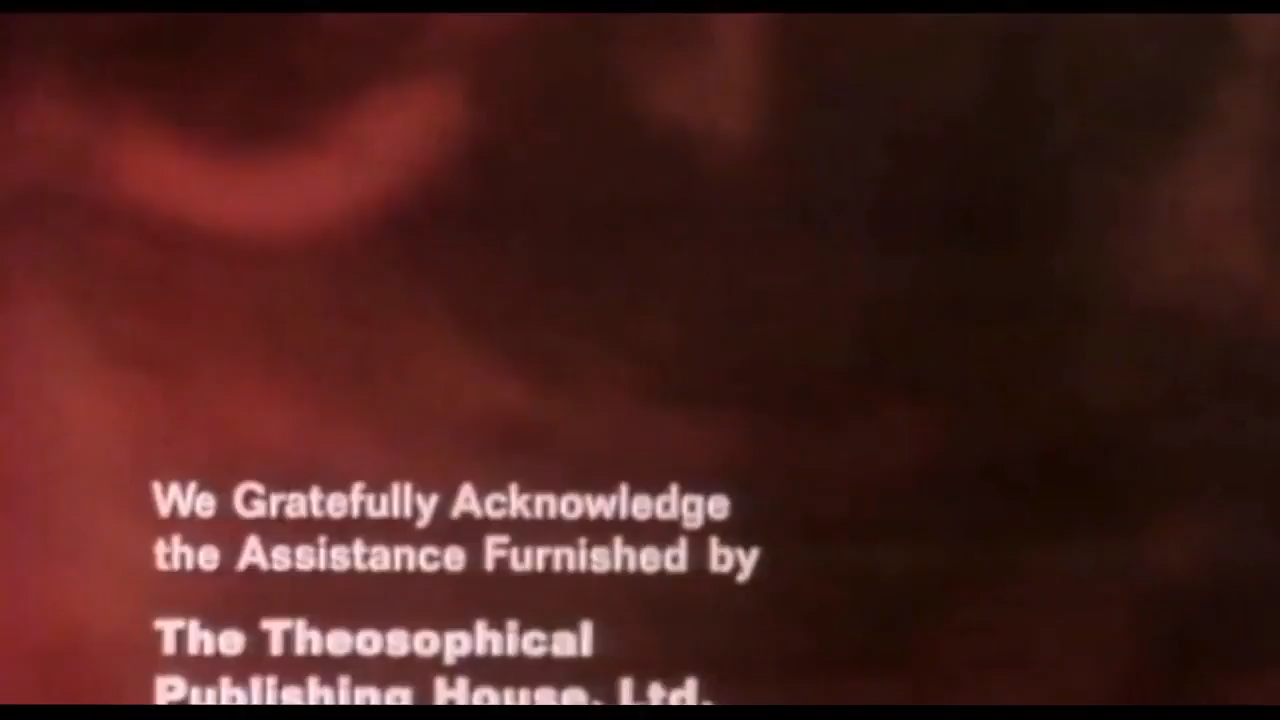 We Gratefully Acknowledge
the Assistance Furnished by
The Theosophical
Publishing House, Ltd.